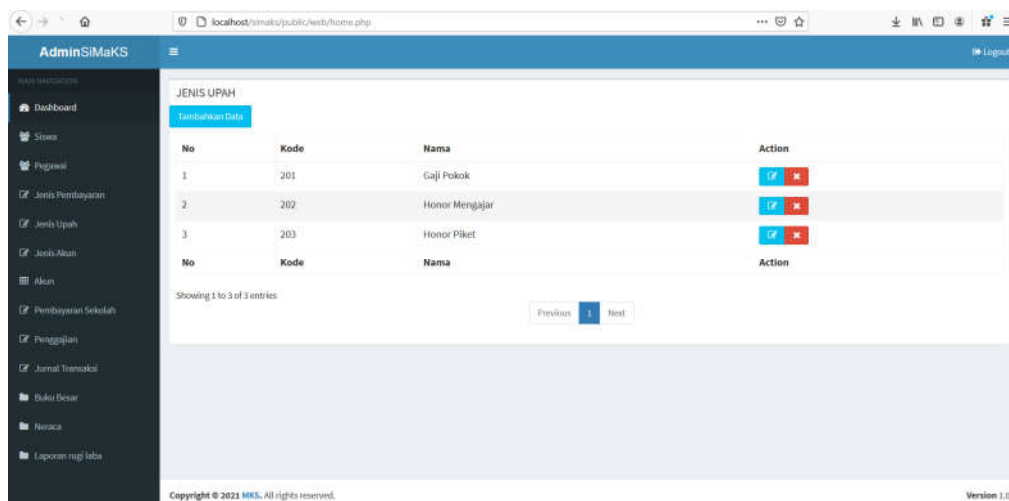 localhost/simaks/public/web/home.php
AdminSiMaKS
Logout
MAIN NAVIGATION
Dashboard
Siswa
Pegawai
Jenis Pembayaran
Jenis Upah
Jenis Akun
Akun
Pembayaran Sekolah
Penggajian
Jurnal Transaksi
Buku Besar
Neraca
Laporan rugi laba
JENIS UPAH
Tambahkan Data
No Kode Nama Action
1 201 Gaji Pokok
2 202 Honor Mengajar
3 203 Honor Piket
No Kode Nama Action
Showing 1 to 3 of 3 entries
Previous 1 Next
Copyright © 2021 MKS. All rights reserved.
Version